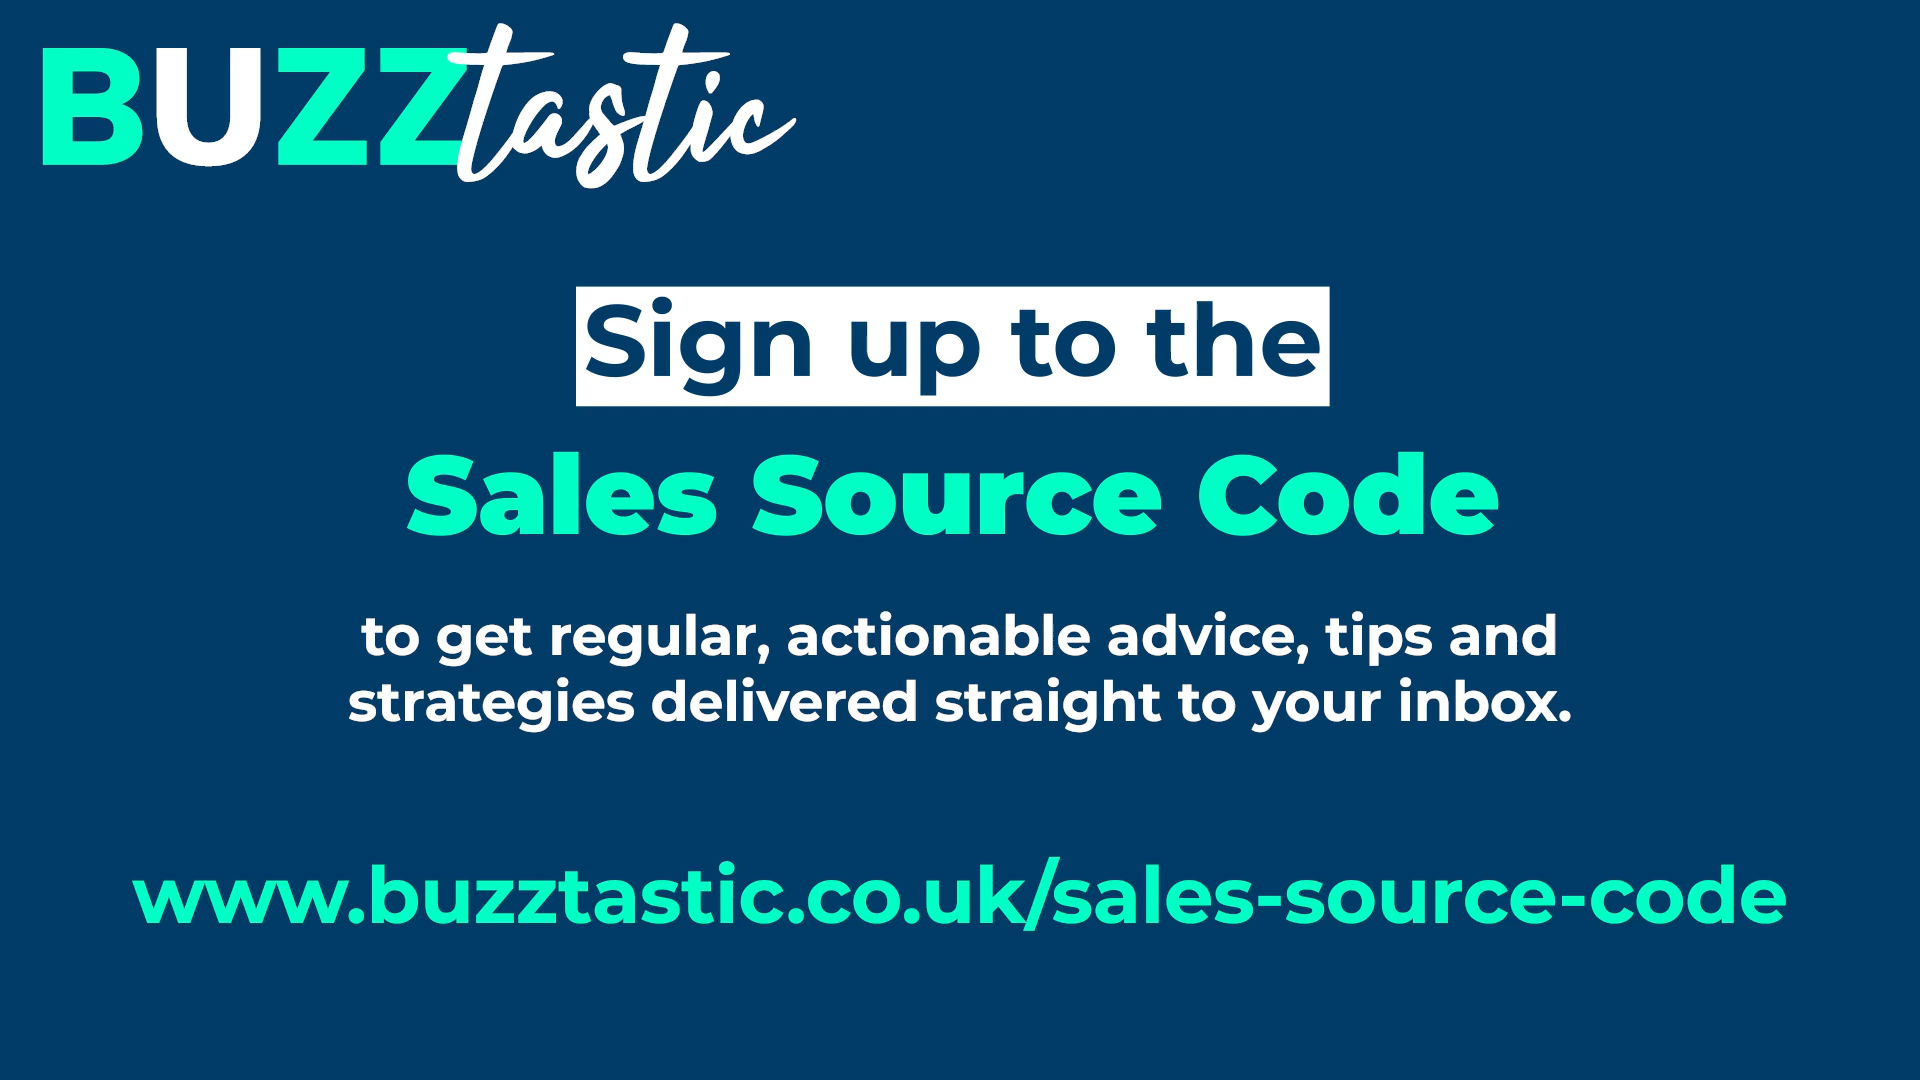 BUZZtastic
Sign up to the
Sales Source Code
to get regular, actionable advice, tips and
strategies delivered straight to your inbox.
www.buzztastic.co.uk/sales-source-code